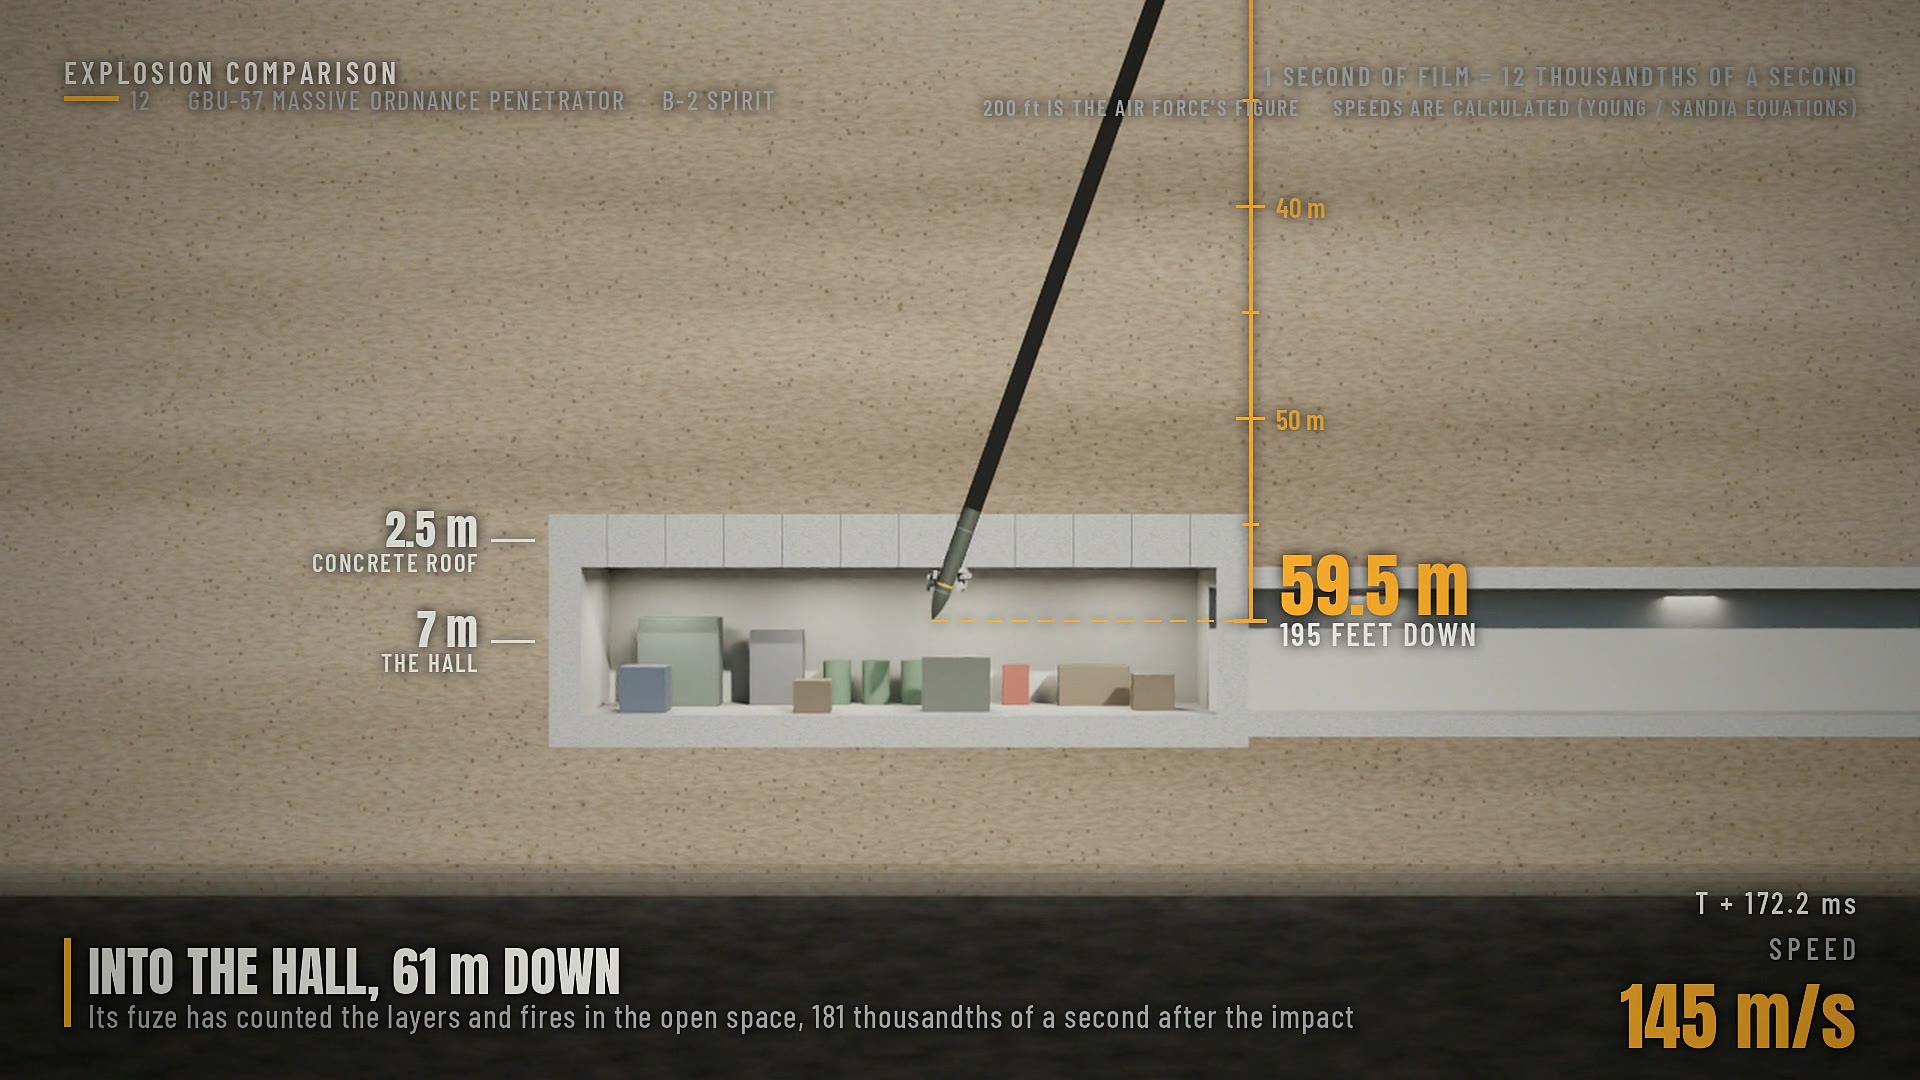 EXPLOSION COMPARISON
12 GBU-57 MASSIVE ORDNANCE PENETRATOR B-2 SPIRIT
1 SECOND OF FILM = 12 THOUSANDTHS OF A SECOND
200 ft IS THE AIR FORCE'S FIGURE SPEEDS ARE CALCULATED (YOUNG / SANDIA EQUATIONS)
40 m
50 m
2.5 m
CONCRETE ROOF
7 m
THE HALL
59.5 m
195 FEET DOWN
T + 172.2 ms
SPEED
145 m/s
INTO THE HALL, 61 m DOWN
Its fuze has counted the layers and fires in the open space, 181 thousandths of a second after the impact